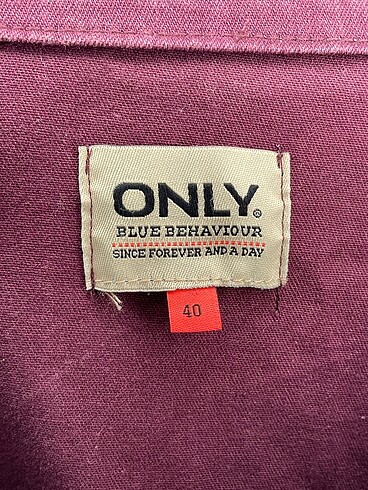 ONLY®
BLUE BEHAVIOUR
SINCE FOREVER AND A DAY
40